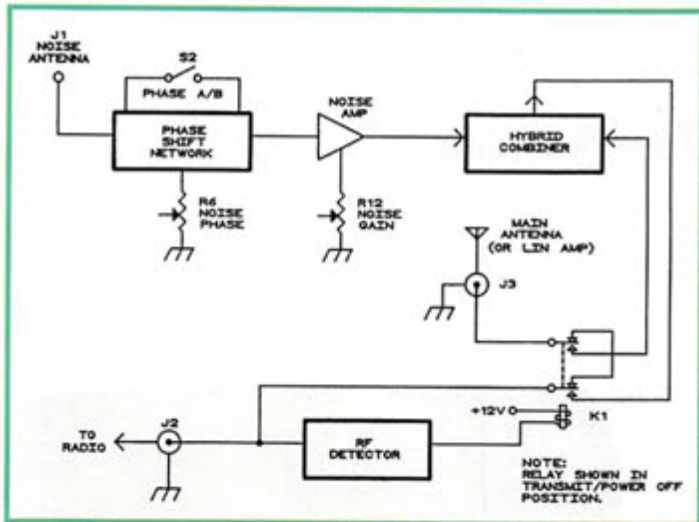 J1
NOISE
ANTENNA
S2
PHASE A/B
PHASE
SHIFT
NETWORK
NOISE
AMP
HYBRID
COMBINER
R6
NOISE
PHASE
R12
NOISE
GAIN
MAIN
ANTENNA
(OR LIN AMP)
J3
+12V
K1
TO
RADIO
J2
RF
DETECTOR
NOTE:
RELAY SHOWN IN
TRANSMIT/POWER OFF
POSITION.